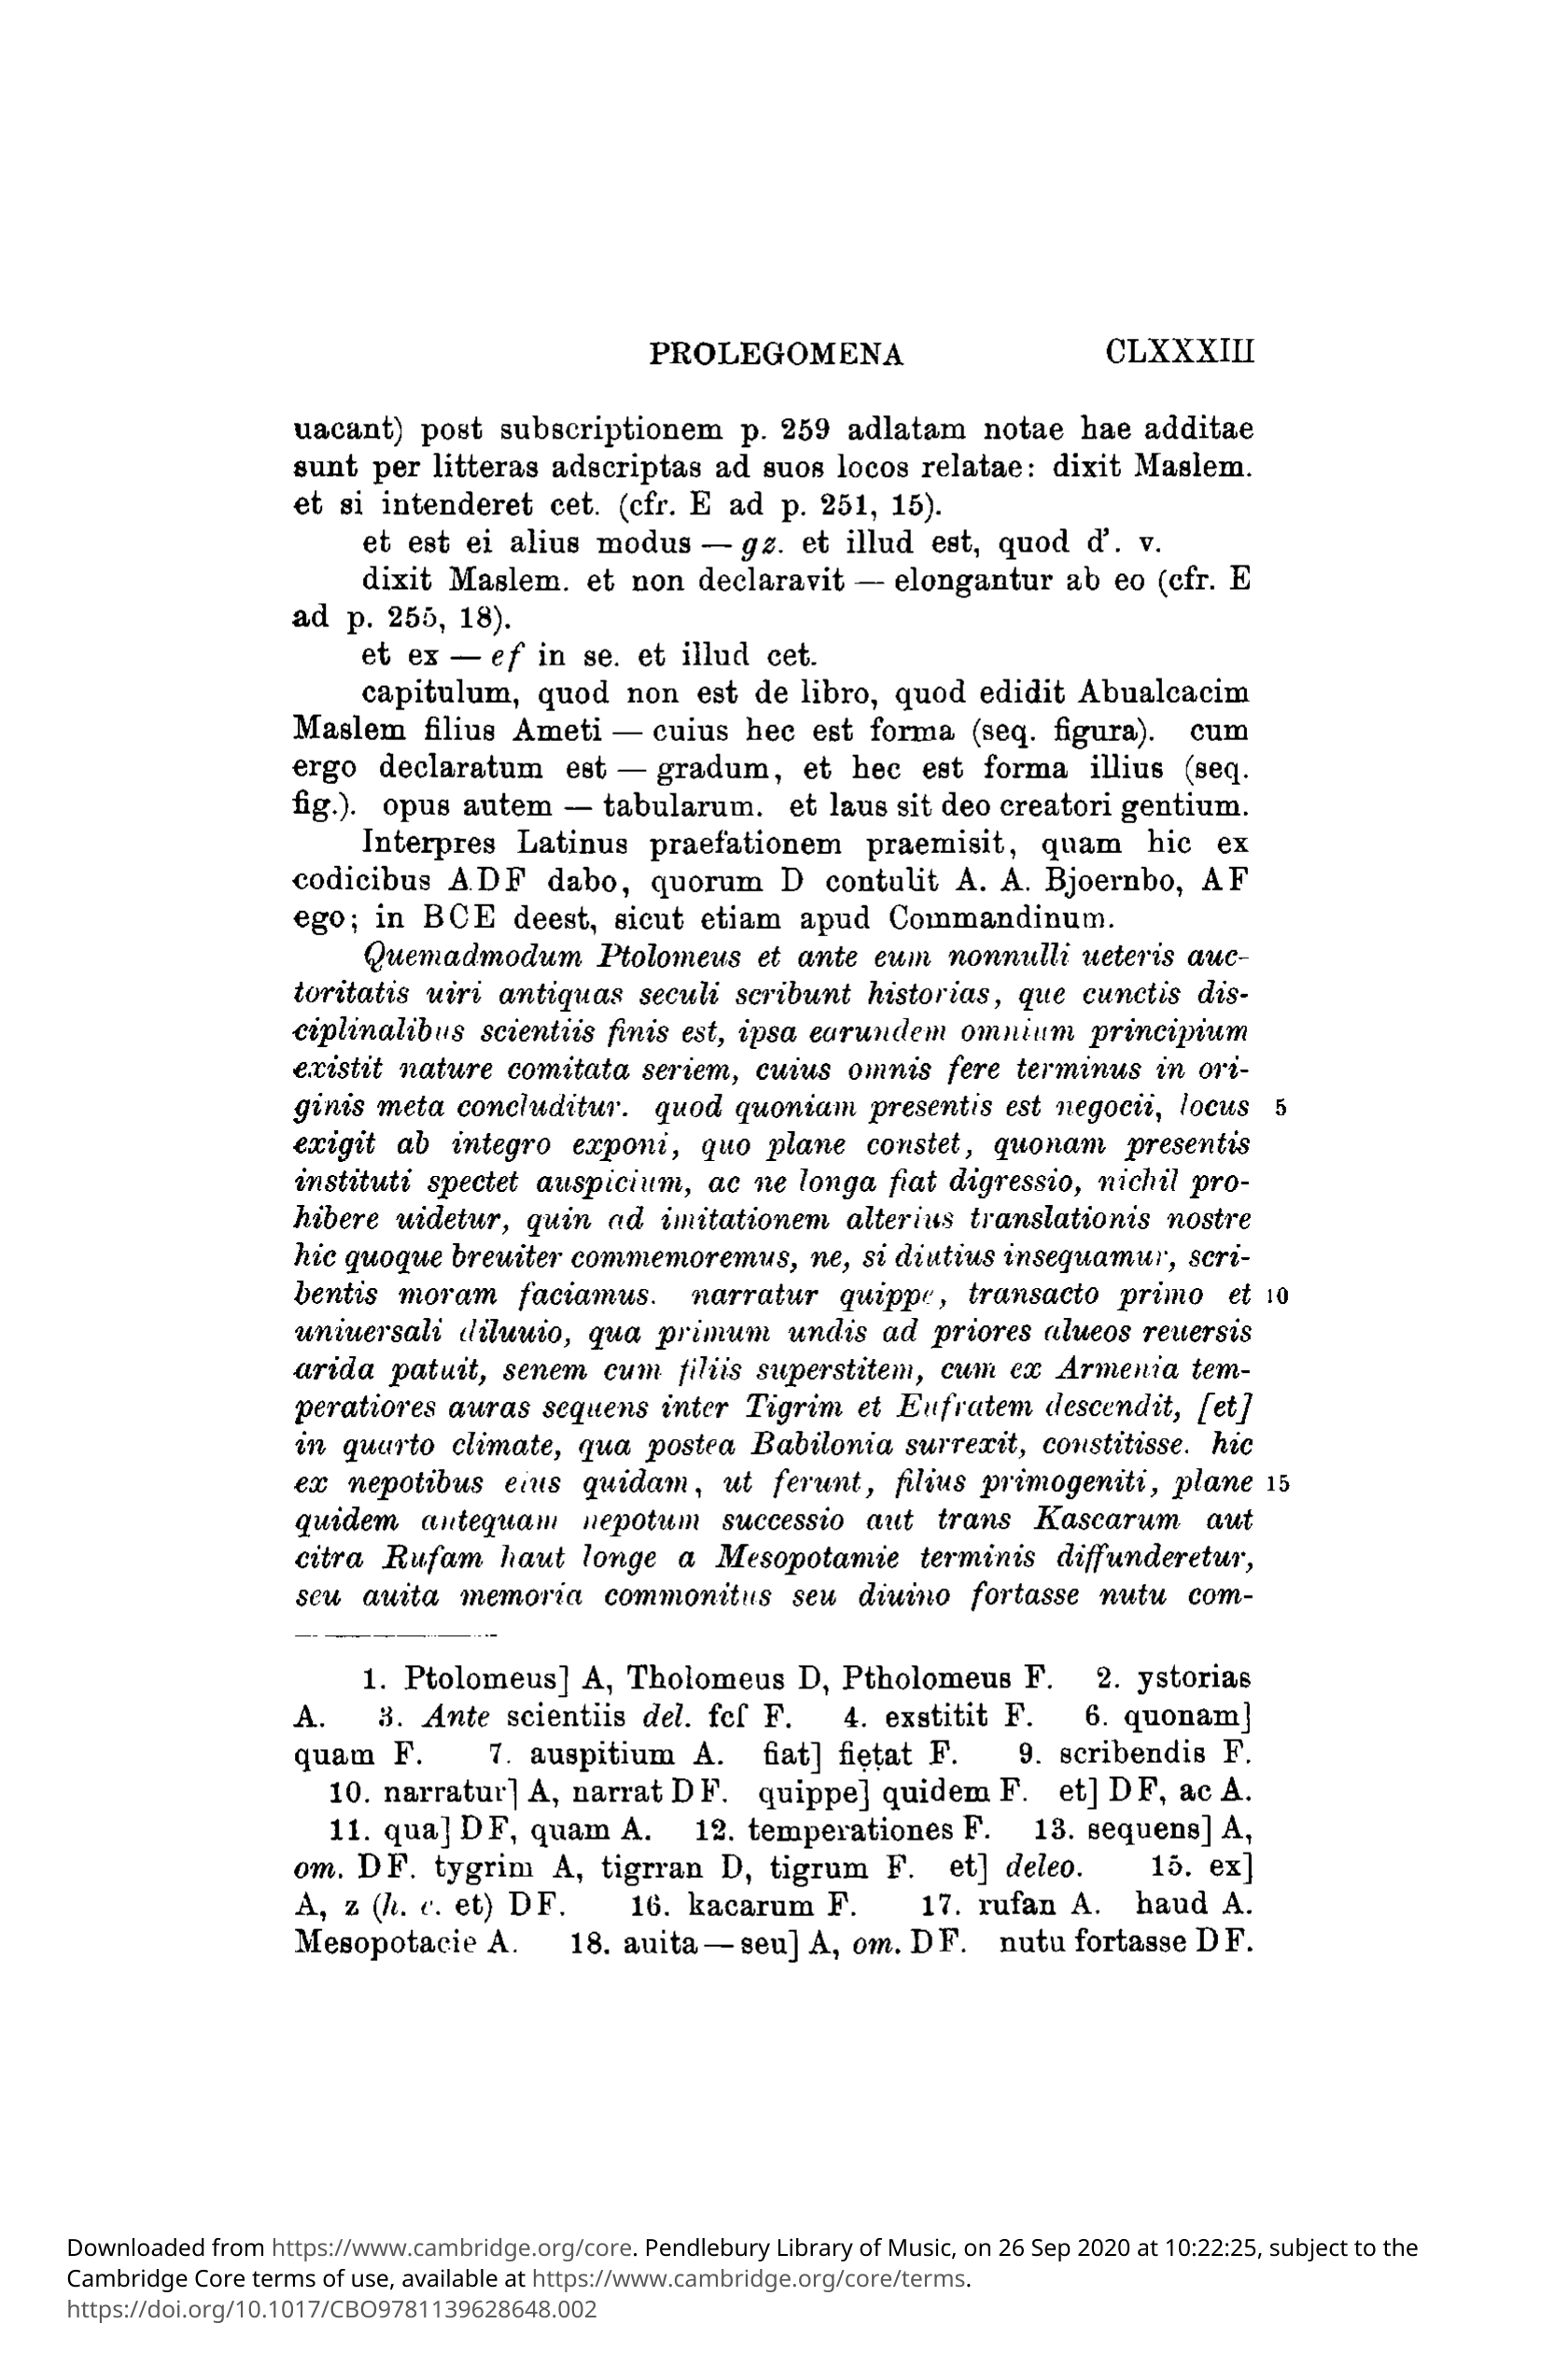 PROLEGOMENA CLXXXIII
uacant) post subscriptionem p. 259 adlatam notae hae additae
sunt per litteras adscriptas ad suos locos relatae: dixit Maslem.
et si intenderet cet. (cfr. E ad p. 251, 15).
et est ei alius modus — gz. et illud est, quod d’. v.
dixit Maslem. et non declaravit — elongantur ab eo (cfr. E
ad p. 255, 18).
et ex — ef in se. et illud cet.
capitulum, quod non est de libro, quod edidit Abualcacim
Maslem filius Ameti — cuius hec est forma (seq. figura). cum
ergo declaratum est — gradum, et hec est forma illius (seq.
fig.). opus autem — tabularum. et laus sit deo creatori gentium.
Interpres Latinus praefationem praemisit, quam hic ex
codicibus ADF dabo, quorum D contulit A. A. Bjoernbo, AF
ego; in BCE deest, sicut etiam apud Commandinum.
Quemadmodum Ptolomeus et ante eum nonnulli ueteris auc-
toritatis uiri antiquas seculi scribunt historias, que cunctis dis-
ciplinalibus scientiis finis est, ipsa earundem omnium principium
existit nature comitata seriem, cuius omnis fere terminus in ori-
ginis meta concluditur. quod quoniam presentis est negocii, locus 5
exigit ab integro exponi, quo plane constet, quonam presentis
instituti spectet auspicium, ac ne longa fiat digressio, nichil pro-
hibere uidetur, quin ad imitationem alterius translationis nostre
hic quoque breuiter commemoremus, ne, si diutius insequamur, scri-
bentis moram faciamus. narratur quippe, transacto primo et 10
uniuersali diluuio, qua primum undis ad priores alueos reuersis
arida patuit, senem cum filiis superstitem, cum ex Armenia tem-
peratiores auras sequens inter Tigrim et Eufratem descendit, [et]
in quarto climate, qua postea Babilonia surrexit, constitisse. hic
ex nepotibus eius quidam, ut ferunt, filius primogeniti, plane 15
quidem antequam nepotum successio aut trans Kascarum aut
citra Rufam haut longe a Mesopotamie terminis diffunderetur,
seu auita memoria commonitus seu diuino fortasse nutu com-
1. Ptolomeus] A, Tholomeus D, Ptholomeus F. 2. ystorias
A. 3. Ante scientiis del. fcſ F. 4. exstitit F. 6. quonam]
quam F. 7. auspitium A. fiat] fiẹṭat F. 9. scribendis F.
10. narratur] A, narrat DF. quippe] quidem F. et] DF, ac A.
11. qua] DF, quam A. 12. temperationes F. 13. sequens] A,
om. DF. tygrim A, tigrran D, tigrum F. et] deleo. 15. ex]
A, z (h. e. et) DF. 16. kacarum F. 17. rufan A. haud A.
Mesopotacie A. 18. auita — seu] A, om. DF. nutu fortasse DF.
Downloaded from https://www.cambridge.org/core. Pendlebury Library of Music, on 26 Sep 2020 at 10:22:25, subject to the
Cambridge Core terms of use, available at https://www.cambridge.org/core/terms.
https://doi.org/10.1017/CBO9781139628648.002